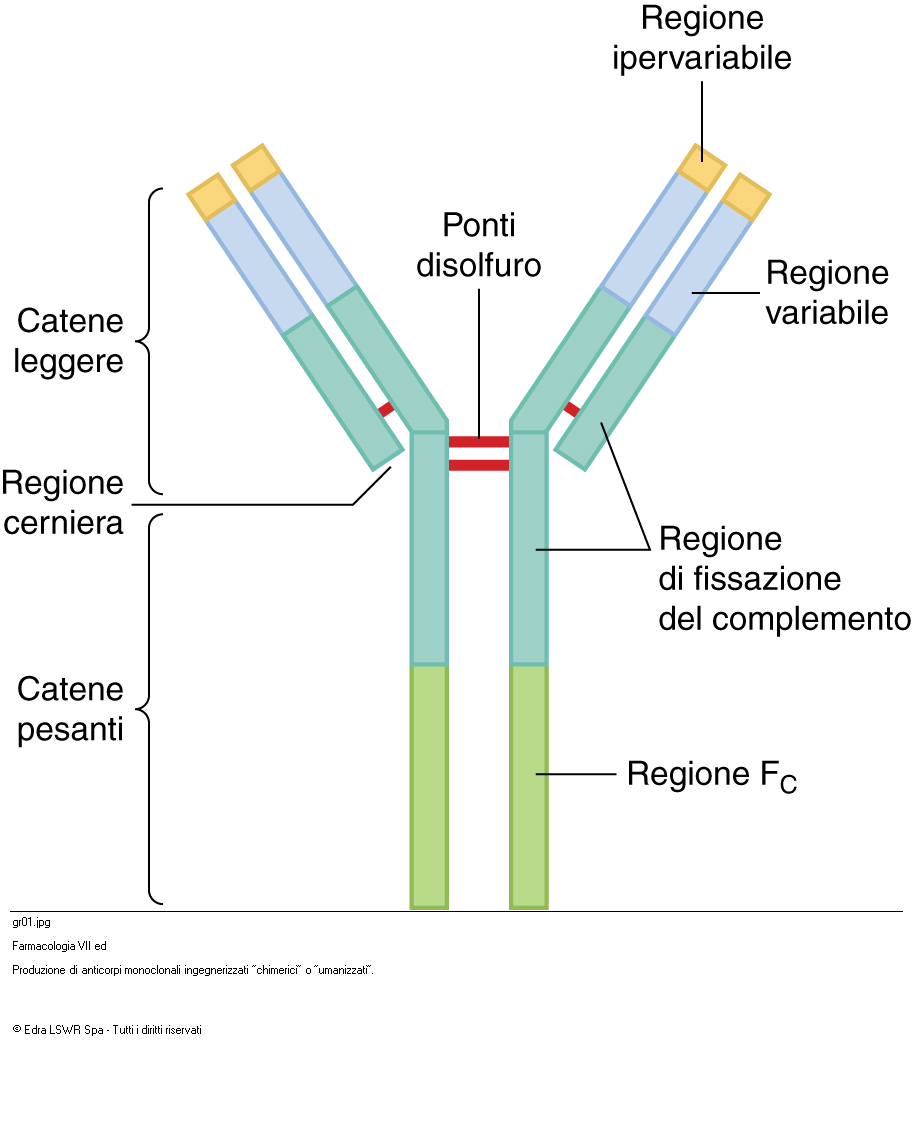 Regione
ipervariabile
Ponti
disolfuro
Regione
variabile
Catene
leggere
Regione
cerniera
Regione
di fissazione
del complemento
Catene
pesanti
Regione FC
gr01.jpg
Farmacologia VII ed
Produzione di anticorpi monoclonali ingegnerizzati "chimerici" o "umanizzati".
© Edra LSWR Spa - Tutti i diritti riservati